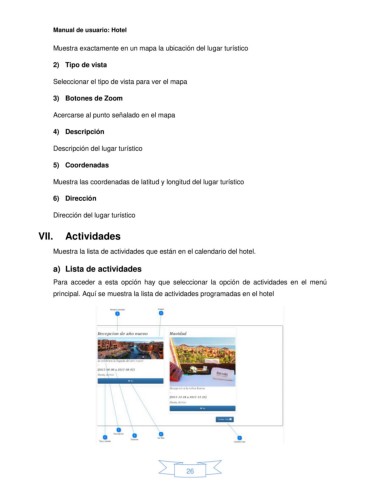 Manual de usuario: Hotel
Muestra exactamente en un mapa la ubicación del lugar turístico
2) Tipo de vista
Seleccionar el tipo de vista para ver el mapa
3) Botones de Zoom
Acercarse al punto señalado en el mapa
4) Descripción
Descripción del lugar turístico
5) Coordenadas
Muestra las coordenadas de latitud y longitud del lugar turístico
6) Dirección
Dirección del lugar turístico
VII. Actividades
Muestra la lista de actividades que están en el calendario del hotel.
a) Lista de actividades
Para acceder a esta opción hay que seleccionar la opción de actividades en el menú
principal. Aquí se muestra la lista de actividades programadas en el hotel
Recepcion de año nuevo
Navidad
26